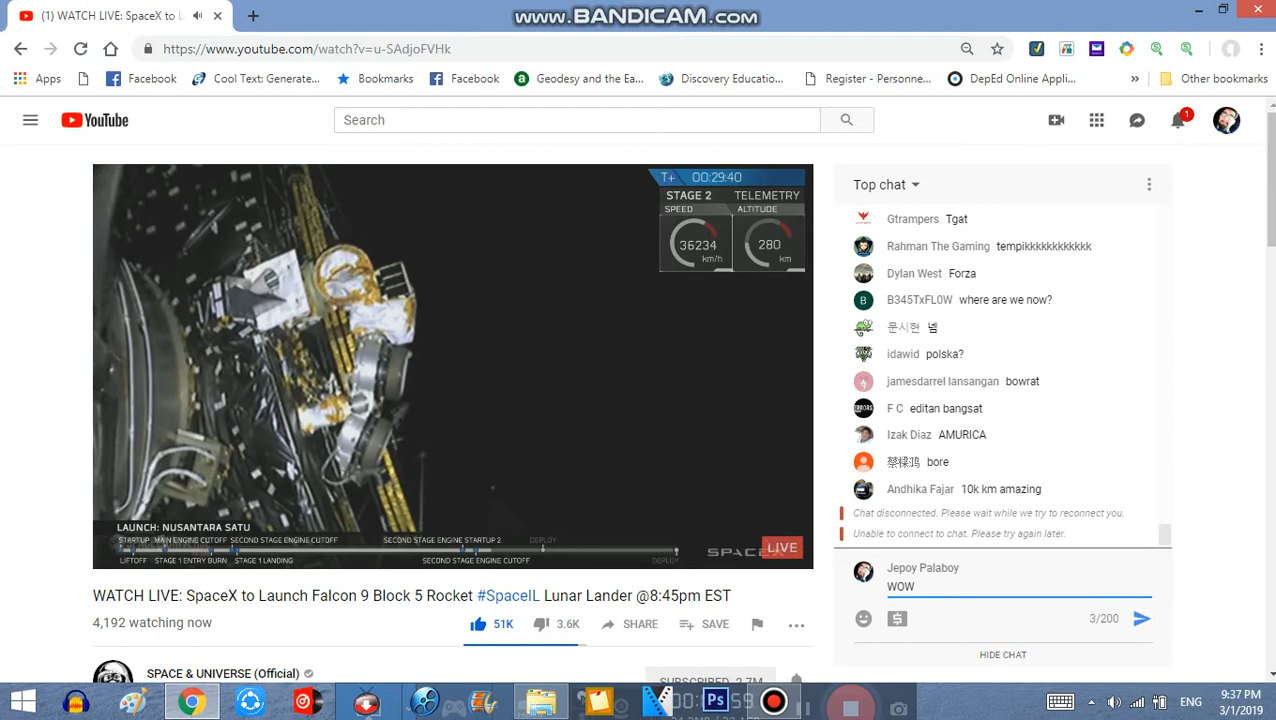 www.BANDICAM.com
(1) WATCH LIVE: SpaceX to L
https://www.youtube.com/watch?v=u-SAdjoFVHk
Apps
Facebook
Cool Text: Generate...
Bookmarks
Facebook
Geodesy and the Ea...
Discovery Educatio...
Register - Personne...
DepEd Online Appli...
»
Other bookmarks
YouTube
Search
1
T+ 00:29:40
STAGE 2 TELEMETRY
SPEED ALTITUDE
36234 km/h
280 km
LAUNCH: NUSANTARA SATU
STARTUP MAIN ENGINE CUTOFF SECOND STAGE ENGINE CUTOFF SECOND STAGE ENGINE STARTUP 2 DEPLOY
LIFTOFF STAGE 1 ENTRY BURN STAGE 1 LANDING SECOND STAGE ENGINE CUTOFF DEPLOY
SPACEX
LIVE
WATCH LIVE: SpaceX to Launch Falcon 9 Block 5 Rocket #SpaceIL Lunar Lander @8:45pm EST
4,192 watching now
51K 3.6K SHARE SAVE
SPACE & UNIVERSE (Official)
SUBSCRIBED 2.7M
Top chat
Gtrampers Tgat
Rahman The Gaming tempikkkkkkkkkkkk
Dylan West Forza
B345TxFL0W where are we now?
문시현 넴
idawid polska?
jamesdarrel lansangan bowrat
F C editan bangsat
Izak Diaz AMURICA
bore
Andhika Fajar 10k km amazing
Chat disconnected. Please wait while we try to reconnect you.
Unable to connect to chat. Please try again later.
Jepoy Palaboy
WOW
3/200
HIDE CHAT
Ps
ENG
9:37 PM
3/1/2019